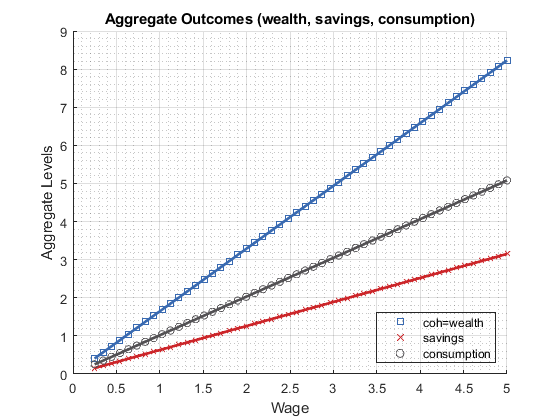 Aggregate Outcomes (wealth, savings, consumption)
9
8
7
6
5
4
3
2
1
0
Aggregate Levels
coh=wealth
savings
consumption
0 0.5 1 1.5 2 2.5 3 3.5 4 4.5 5
Wage